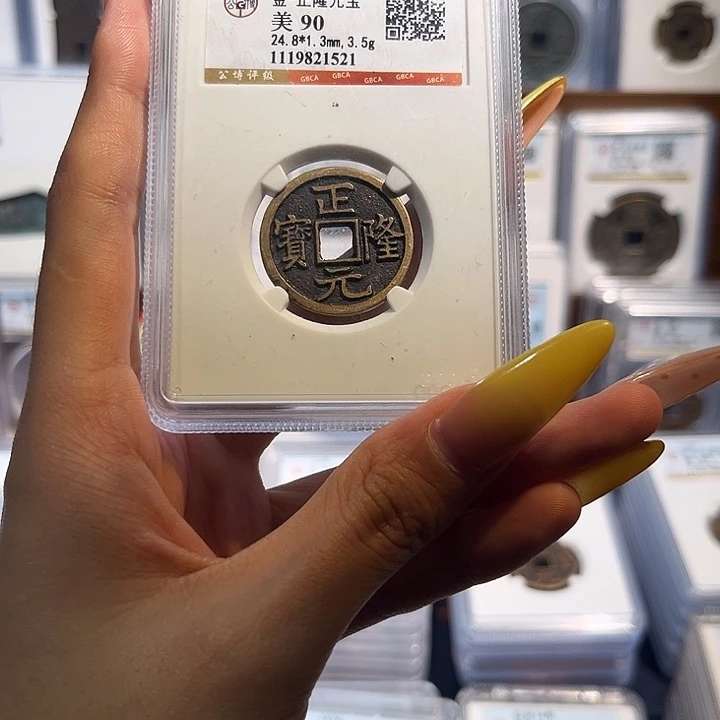 金 正隆元宝
美 90
24.8*1.3mm,3.5g
1119821521
公博评级 GBCA GBCA GBCA GBCA GBCA
正
寶 隆
元